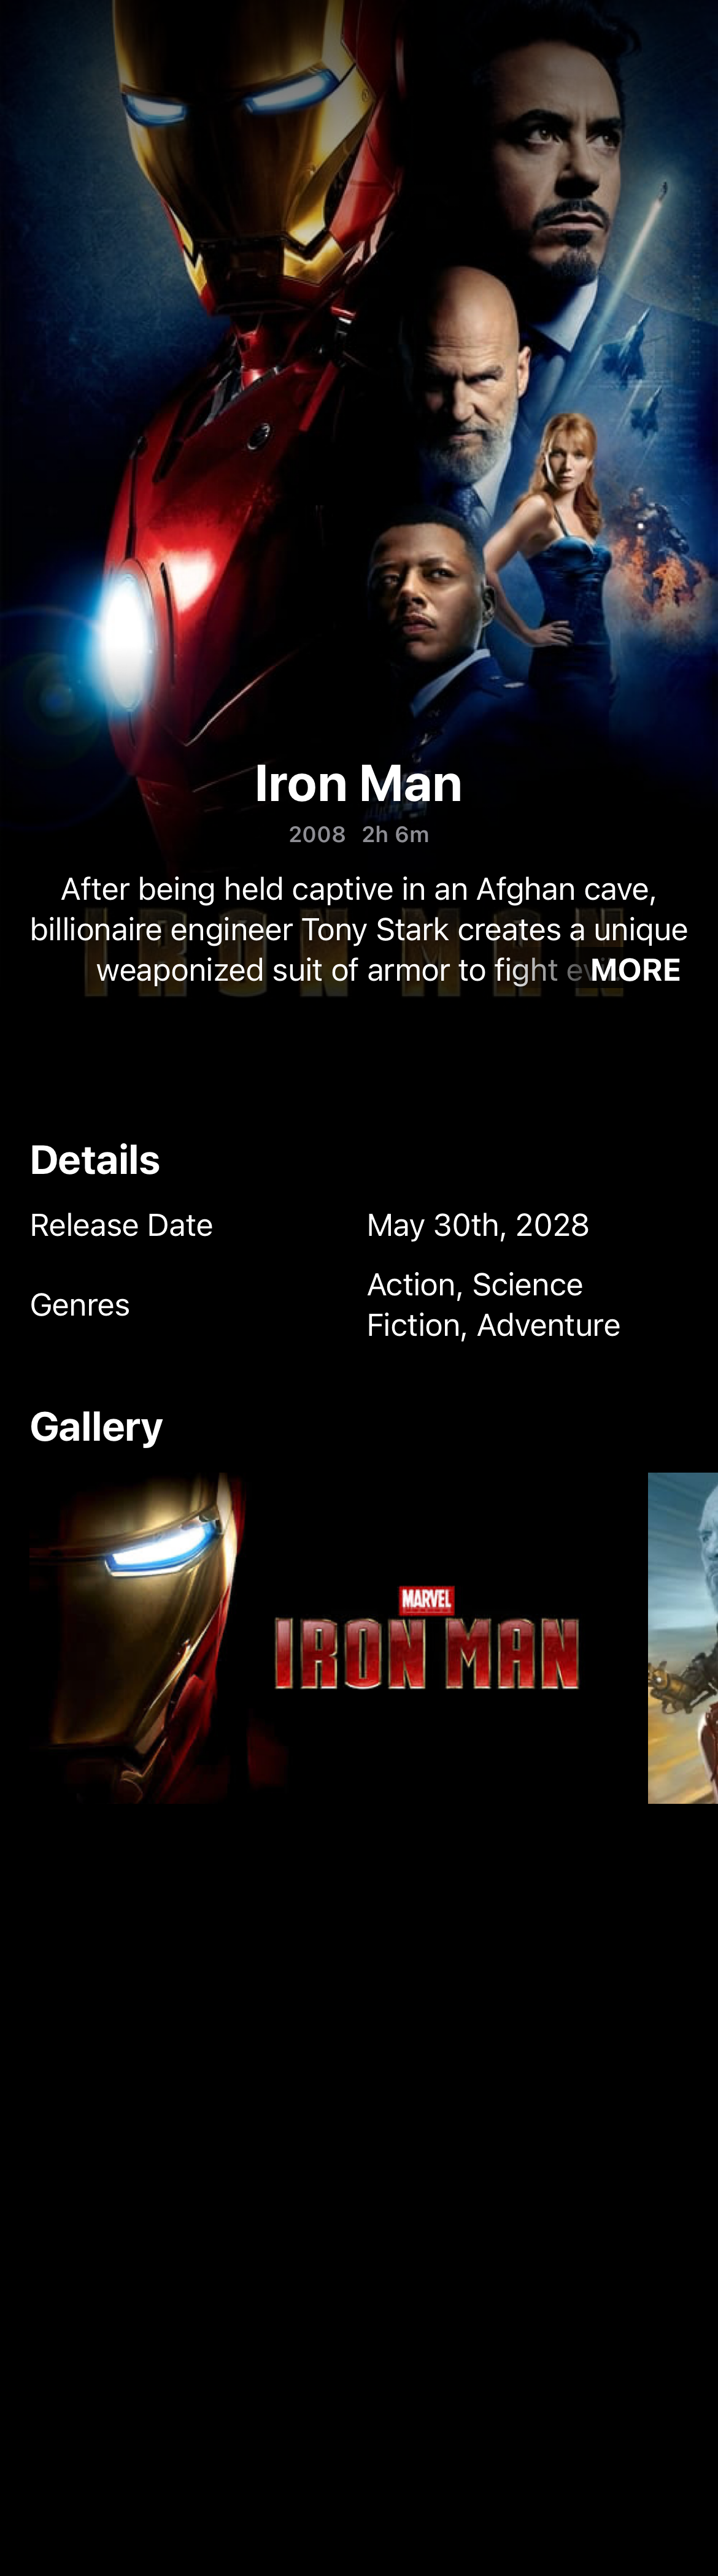 Iron Man
2008 2h 6m
After being held captive in an Afghan cave,
billionaire engineer Tony Stark creates a unique
weaponized suit of armor to fight MORE
IRON MAN
Details
Release Date May 30th, 2028
Genres Action, Science
Fiction, Adventure
Gallery
MARVEL
IRON MAN